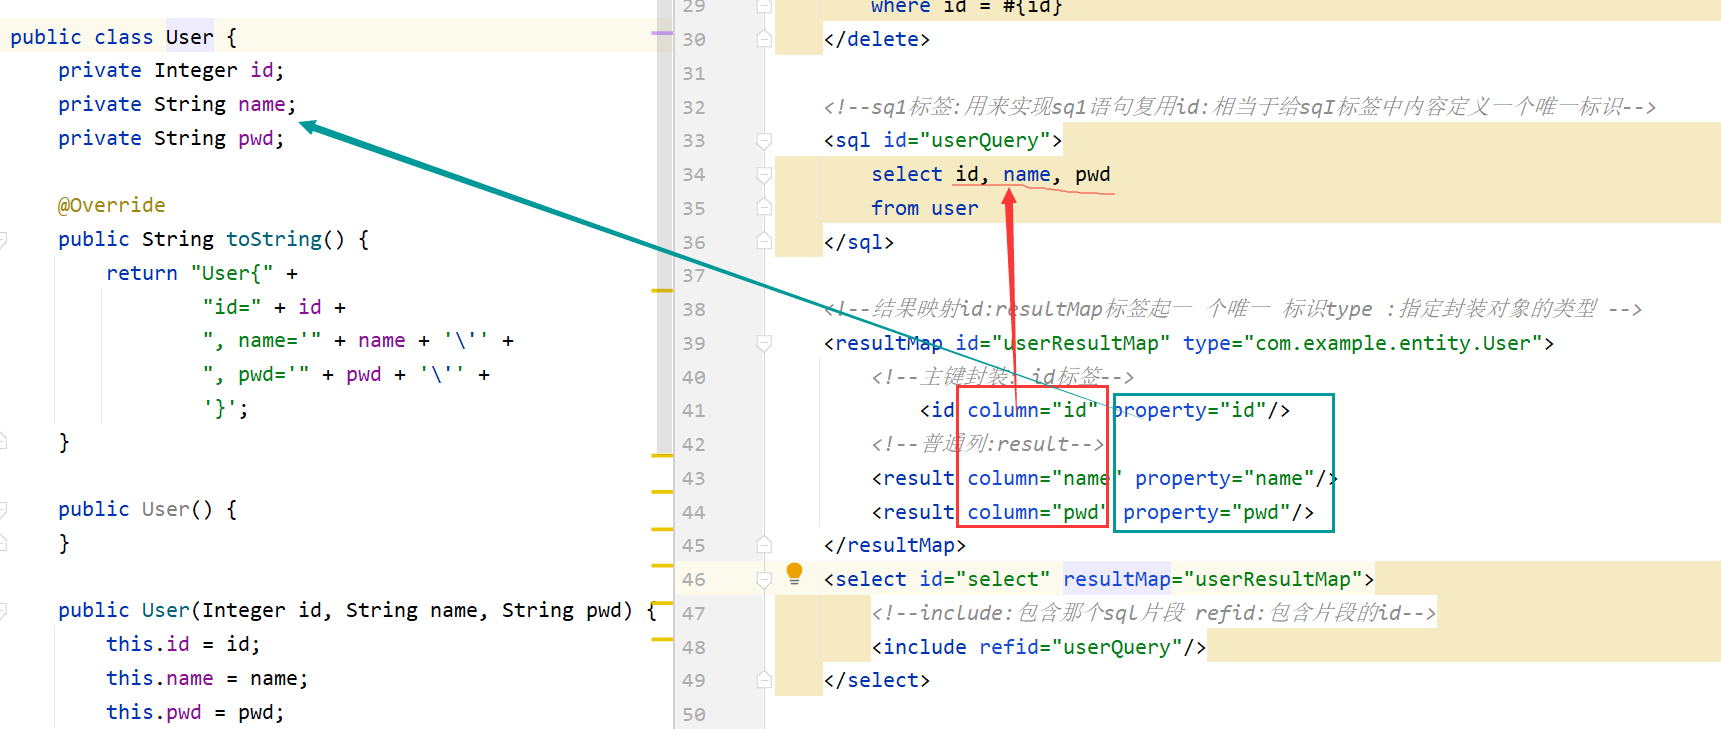 public class User {
private Integer id;
private String name;
private String pwd;
@Override
public String toString() {
return "User{" +
"id=" + id +
", name='" + name + '\'' +
", pwd='" + pwd + '\'' +
'}';
}
public User() {
}
public User(Integer id, String name, String pwd) {
this.id = id;
this.name = name;
this.pwd = pwd;
29 where id = #{id}
30 </delete>
31
32 <!--sq1标签:用来实现sq1语句复用id:相当于给sqI标签中内容定义一个唯一标识-->
33 <sql id="userQuery">
34 select id, name, pwd
35 from user
36 </sql>
37
38 <!--结果映射id:resultMap标签起一 个唯一 标识type :指定封装对象的类型 -->
39 <resultMap id="userResultMap" type="com.example.entity.User">
40 <!--主键封装: id标签-->
41 <id column="id" property="id"/>
42 <!--普通列:result-->
43 <result column="name" property="name"/>
44 <result column="pwd" property="pwd"/>
45 </resultMap>
46 <select id="select" resultMap="userResultMap">
47 <!--include:包含那个sql片段 refid:包含片段的id-->
48 <include refid="userQuery"/>
49 </select>
50